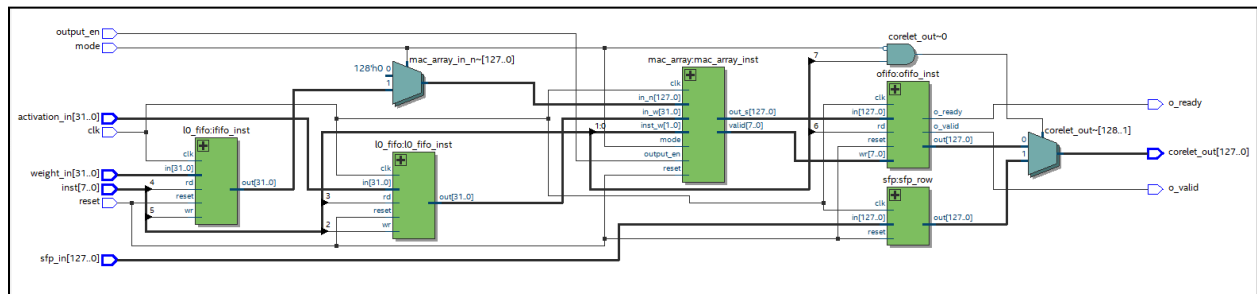 output_en
mode
activation_in[31..0]
clk
weight_in[31..0]
inst[7..0]
reset
sfp_in[127..0]
l0_fifo:ififo_inst
clk
in[31..0]
4
rd
reset
5
wr
out[31..0]
mac_array_in_n~[127..0]
128'h0 0
1
l0_fifo:l0_fifo_inst
clk
in[31..0]
3
rd
reset
2
wr
out[31..0]
mac_array:mac_array_inst
clk
in_n[127..0]
in_w[31..0]
1:0
inst_w[1..0]
mode
output_en
reset
out_s[127..0]
valid[7..0]
corelet_out~0
7
ofifo:ofifo_inst
clk
in[127..0]
6
rd
reset
wr[7..0]
o_ready
o_valid
out[127..0]
sfp:sfp_row
clk
in[127..0]
reset
out[127..0]
corelet_out~[128..1]
0
1
o_ready
corelet_out[127..0]
o_valid